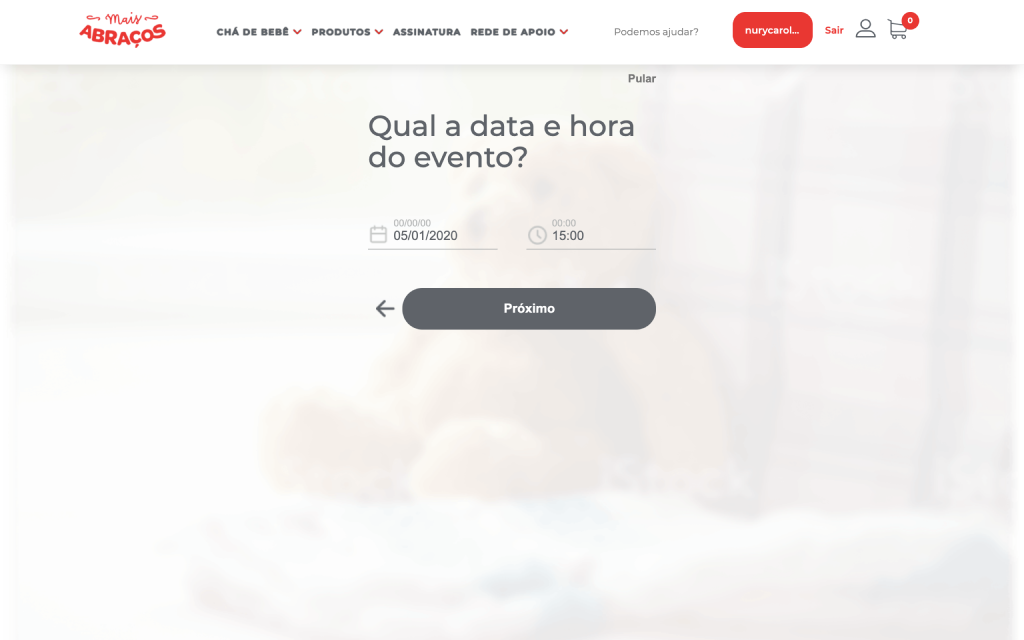 Mais
ABRAÇOS
CHÁ DE BEBÊ
PRODUTOS
ASSINATURA
REDE DE APOIO
Podemos ajudar?
nurycarol...
Sair
0
Pular
Qual a data e hora
do evento?
00/00/00
05/01/2020
00:00
15:00
Próximo